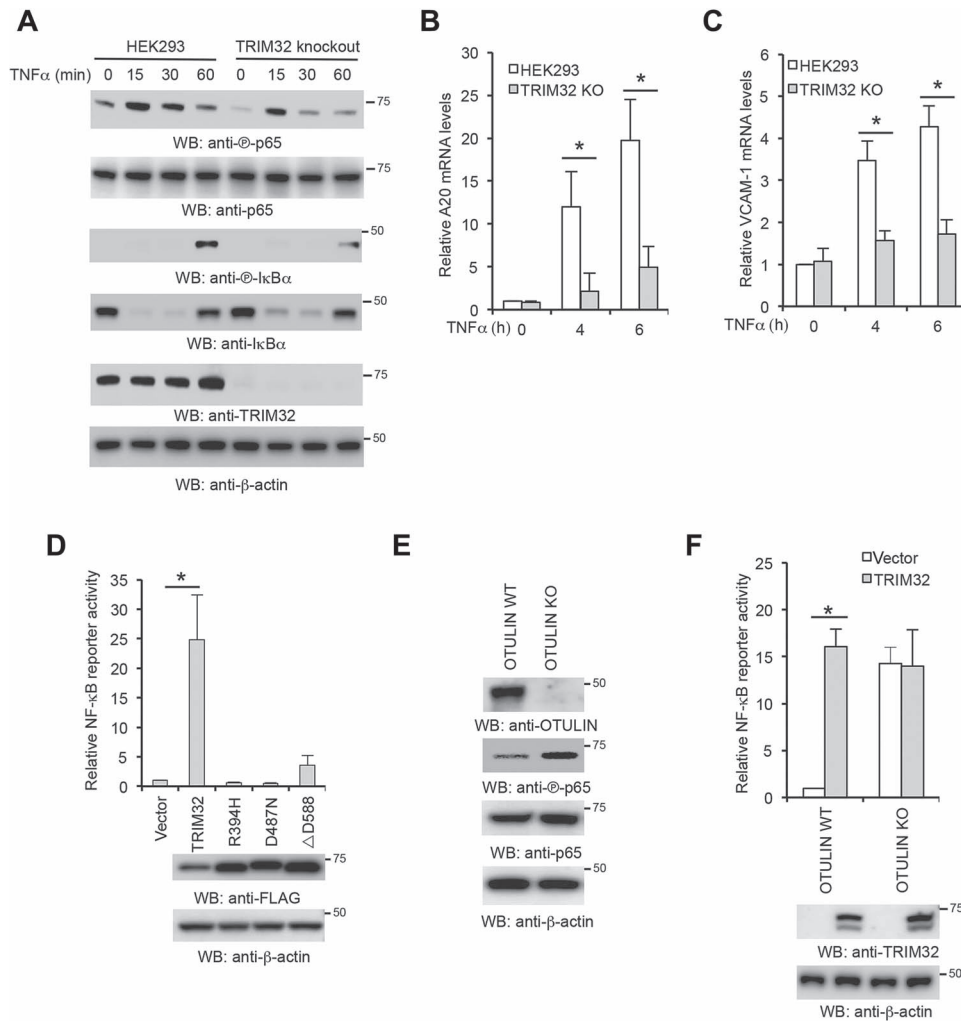 A
HEK293 TRIM32 knockout
TNFα (min) 0 15 30 60 0 15 30 60
75
WB: anti-℗-p65
75
WB: anti-p65
50
WB: anti-℗-IκBα
50
WB: anti-IκBα
75
WB: anti-TRIM32
50
WB: anti-β-actin
B
Relative A20 mRNA levels
30
25
20
15
10
5
0
HEK293
TRIM32 KO
*
*
TNFα (h) 0 4 6
C
Relative VCAM-1 mRNA levels
6
5
4
3
2
1
0
HEK293
TRIM32 KO
*
*
TNFα (h) 0 4 6
D
Relative NF-κB reporter activity
35
30
25
20
15
10
5
0
*
Vector
TRIM32
R394H
D487N
△D588
75
WB: anti-FLAG
50
WB: anti-β-actin
E
OTULIN WT
OTULIN KO
50
WB: anti-OTULIN
75
WB: anti-℗-p65
75
WB: anti-p65
50
WB: anti-β-actin
F
Relative NF-κB reporter activity
25
20
15
10
5
0
Vector
TRIM32
*
OTULIN WT
OTULIN KO
75
WB: anti-TRIM32
50
WB: anti-β-actin